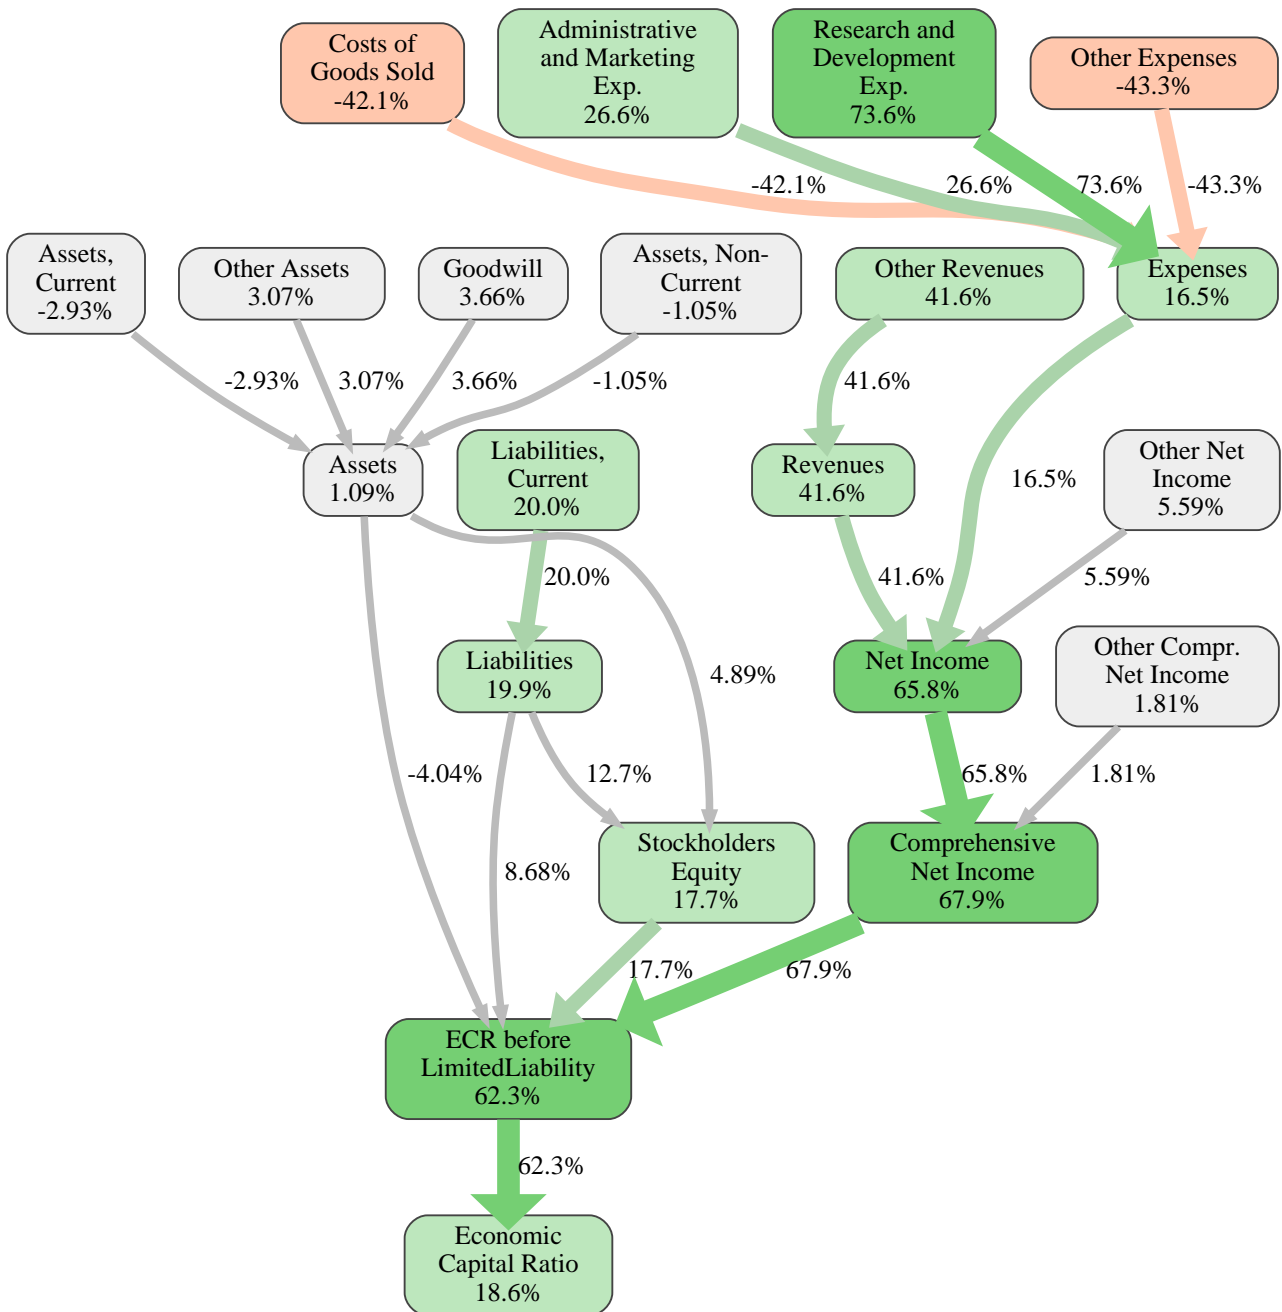 Costs of
Goods Sold
-42.1%
Administrative
and Marketing
Exp.
26.6%
Research and
Development
Exp.
73.6%
Other Expenses
-43.3%
-42.1%
26.6%
73.6%
-43.3%
Assets,
Current
-2.93%
Other Assets
3.07%
Goodwill
3.66%
Assets, Non-
Current
-1.05%
Other Revenues
41.6%
Expenses
16.5%
-2.93%
3.07%
3.66%
-1.05%
41.6%
Assets
1.09%
Liabilities,
Current
20.0%
Revenues
41.6%
16.5%
Other Net
Income
5.59%
20.0%
41.6%
5.59%
Liabilities
19.9%
4.89%
Net Income
65.8%
Other Compr.
Net Income
1.81%
-4.04%
12.7%
65.8%
1.81%
8.68%
Stockholders
Equity
17.7%
Comprehensive
Net Income
67.9%
17.7%
67.9%
ECR before
LimitedLiability
62.3%
62.3%
Economic
Capital Ratio
18.6%